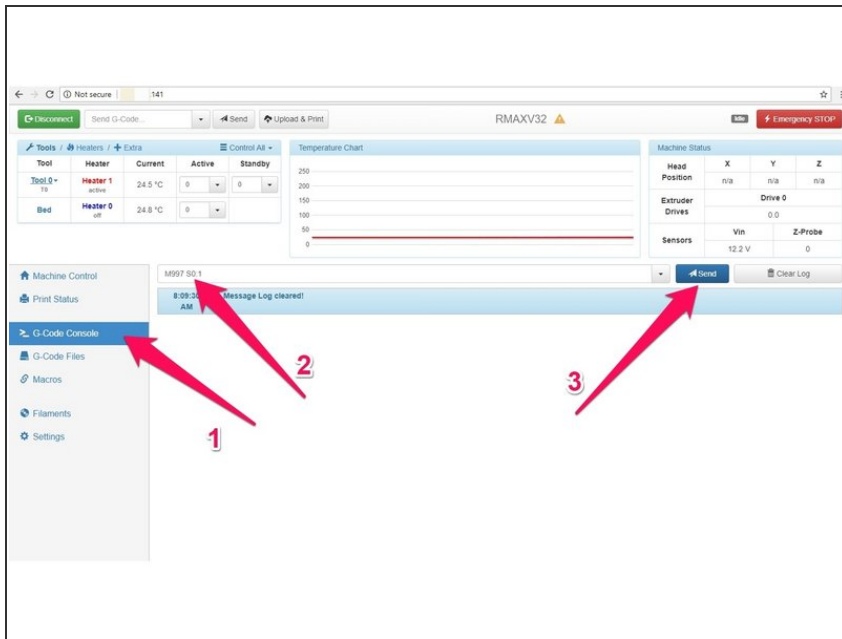 Not secure | .141
Disconnect Send G-Code... Send Upload & Print RMAXV32 Idle Emergency STOP
Tools / Heaters / Extra Control All
Tool Heater Current Active Standby
Tool 0 Heater 1 24.5 °C 0 0
T0 active
Bed Heater 0 24.8 °C 0
off
Temperature Chart
250
200
150
100
50
0
Machine Status
Head Position X Y Z
n/a n/a n/a
Extruder Drives Drive 0
0.0
Sensors Vin Z-Probe
12.2 V 0
Machine Control
Print Status
G-Code Console
G-Code Files
Macros
Filaments
Settings
M997 S0:1 Send Clear Log
Message Log cleared!
AM
1
2
3